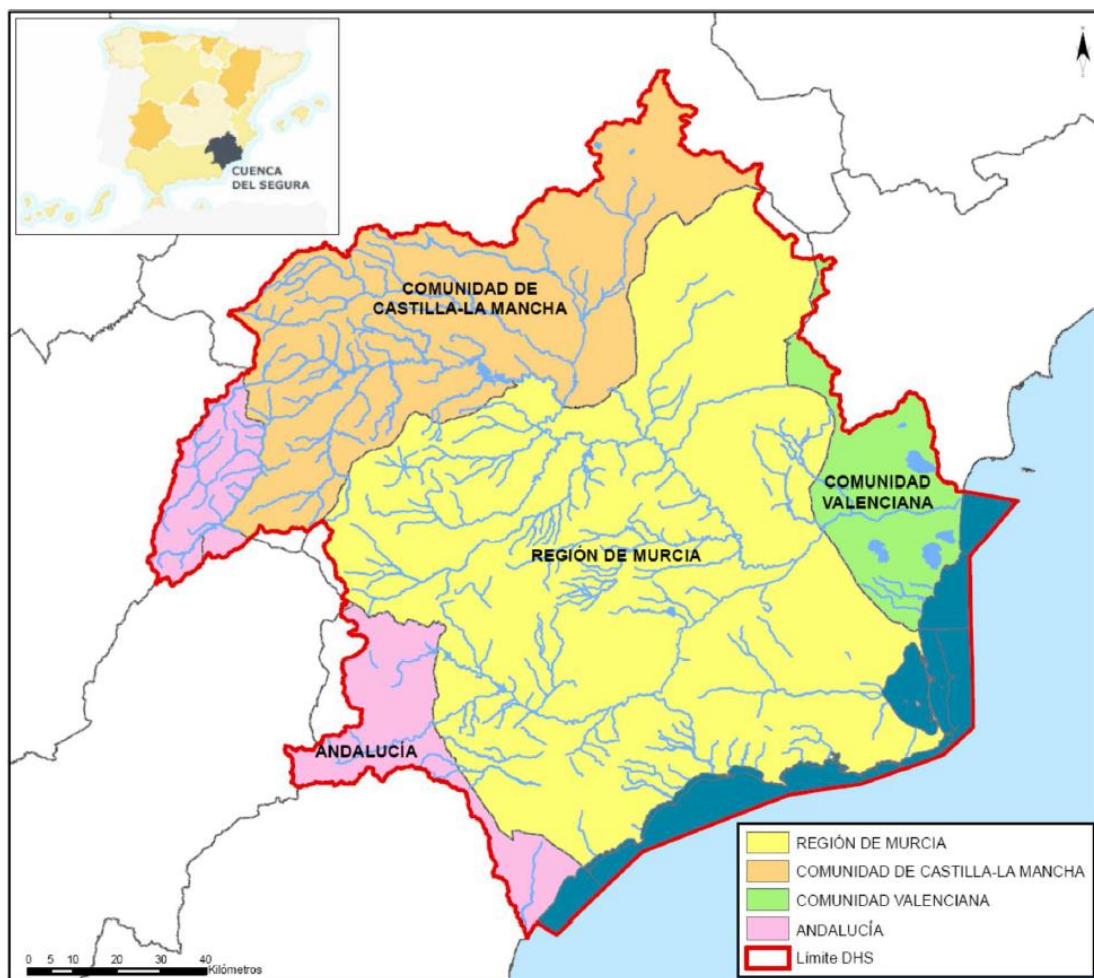 CUENCA
DEL SEGURA
COMUNIDAD DE
CASTILLA-LA MANCHA
COMUNIDAD
VALENCIANA
REGIÓN DE MURCIA
ANDALUCÍA
REGIÓN DE MURCIA
COMUNIDAD DE CASTILLA-LA MANCHA
COMUNIDAD VALENCIANA
ANDALUCÍA
Límite DHS
0 5 10 20 30 40
Kilómetros